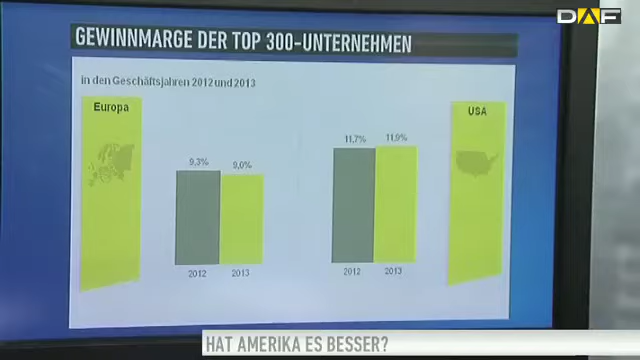 DAF
GEWINNMARGE DER TOP 300-UNTERNEHMEN
in den Geschäftsjahren 2012 und 2013
Europa
USA
9,3%
9,0%
11,7%
11,9%
2012
2013
2012
2013
HAT AMERIKA ES BESSER?